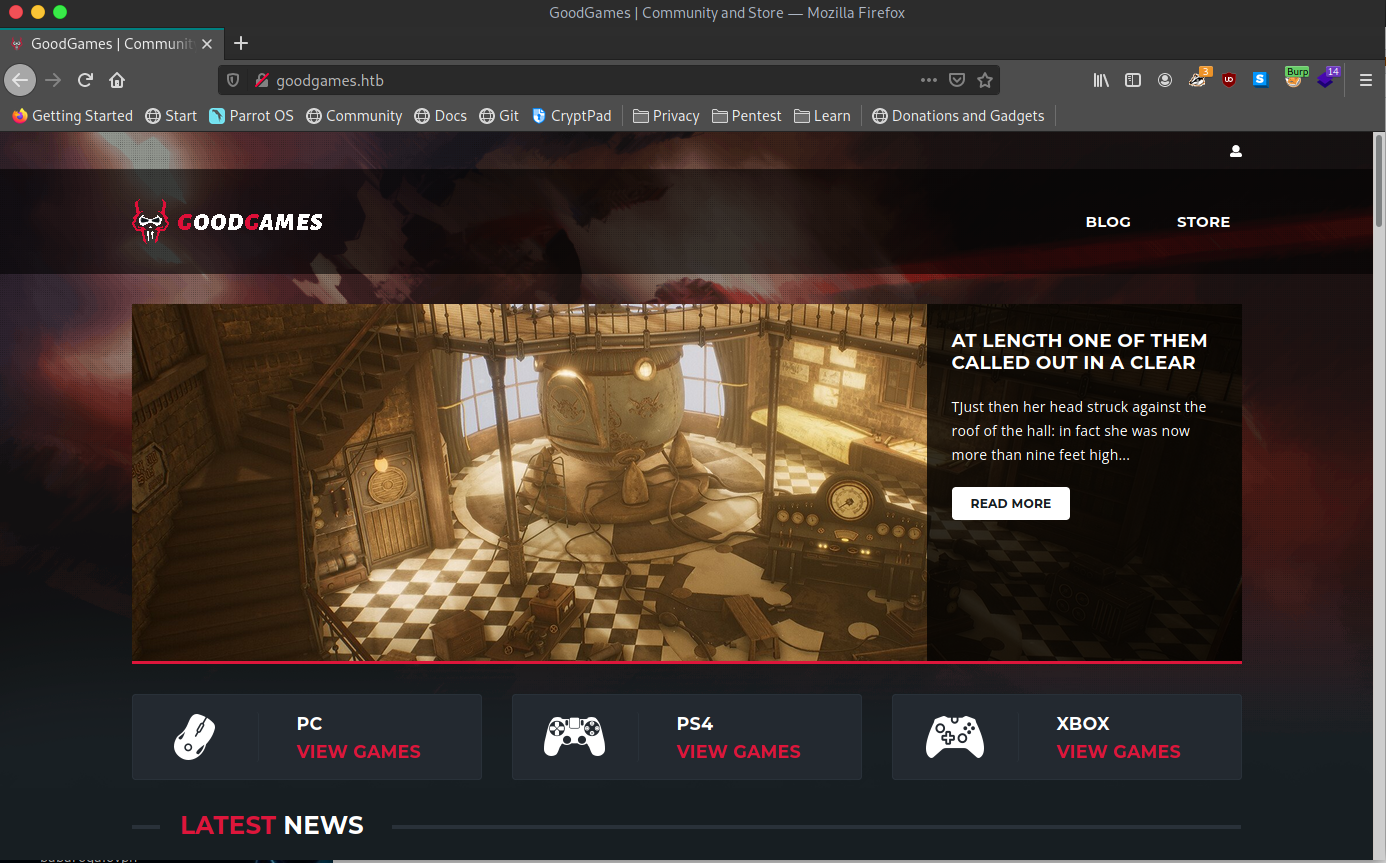 GoodGames | Community and Store — Mozilla Firefox
GoodGames | Communit
goodgames.htb
3
UO
S
Burp
14
Getting Started Start Parrot OS Community Docs Git CryptPad Privacy Pentest Learn Donations and Gadgets
GOODGAMES
BLOG STORE
AT LENGTH ONE OF THEM
CALLED OUT IN A CLEAR
TJust then her head struck against the
roof of the hall: in fact she was now
more than nine feet high...
READ MORE
PC
VIEW GAMES
PS4
VIEW GAMES
XBOX
VIEW GAMES
LATEST NEWS